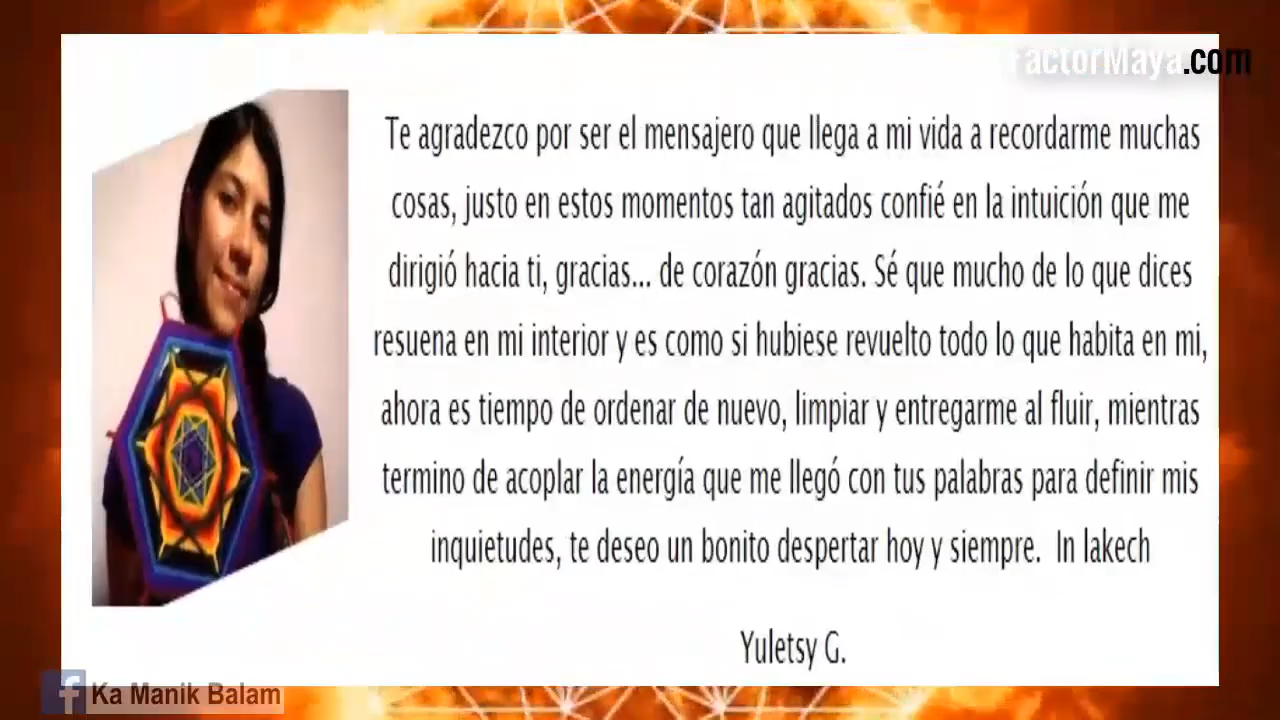 FactorMaya.com
Te agradezco por ser el mensajero que llega a mi vida a recordarme muchas
cosas, justo en estos momentos tan agitados confié en la intuición que me
dirigió hacia ti, gracias... de corazón gracias. Sé que mucho de lo que dices
resuena en mi interior y es como si hubiese revuelto todo lo que habita en mi,
ahora es tiempo de ordenar de nuevo, limpiar y entregarme al fluir, mientras
termino de acoplar la energía que me llegó con tus palabras para definir mis
inquietudes, te deseo un bonito despertar hoy y siempre.  In lakech
Yuletsy G.
f Ka Manik Balam